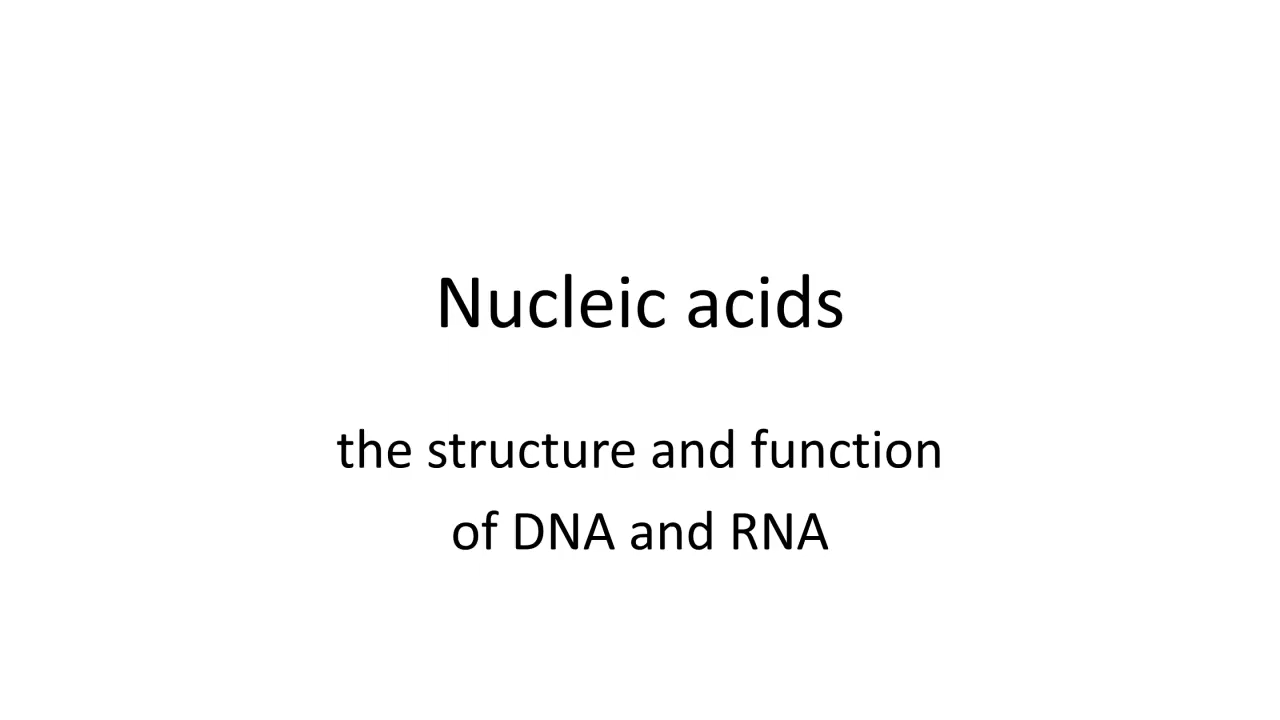 Nucleic acids
the structure and function
of DNA and RNA